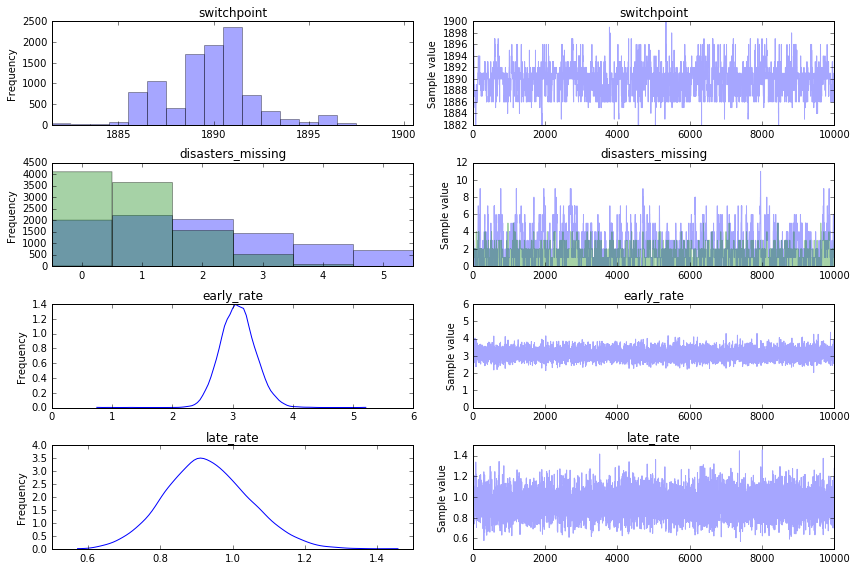 switchpoint
Frequency
2500
2000
1500
1000
500
0
1885 1890 1895 1900
switchpoint
Sample value
1900
1898
1896
1894
1892
1890
1888
1886
1884
1882
0 2000 4000 6000 8000 10000
disasters_missing
Frequency
4500
4000
3500
3000
2500
2000
1500
1000
500
0
0 1 2 3 4 5
disasters_missing
Sample value
12
10
8
6
4
2
0
0 2000 4000 6000 8000 10000
early_rate
Frequency
1.4
1.2
1.0
0.8
0.6
0.4
0.2
0.0
0 1 2 3 4 5 6
early_rate
Sample value
6
5
4
3
2
1
0
0 2000 4000 6000 8000 10000
late_rate
Frequency
4.0
3.5
3.0
2.5
2.0
1.5
1.0
0.5
0.0
0.6 0.8 1.0 1.2 1.4
late_rate
Sample value
1.4
1.2
1.0
0.8
0.6
0 2000 4000 6000 8000 10000